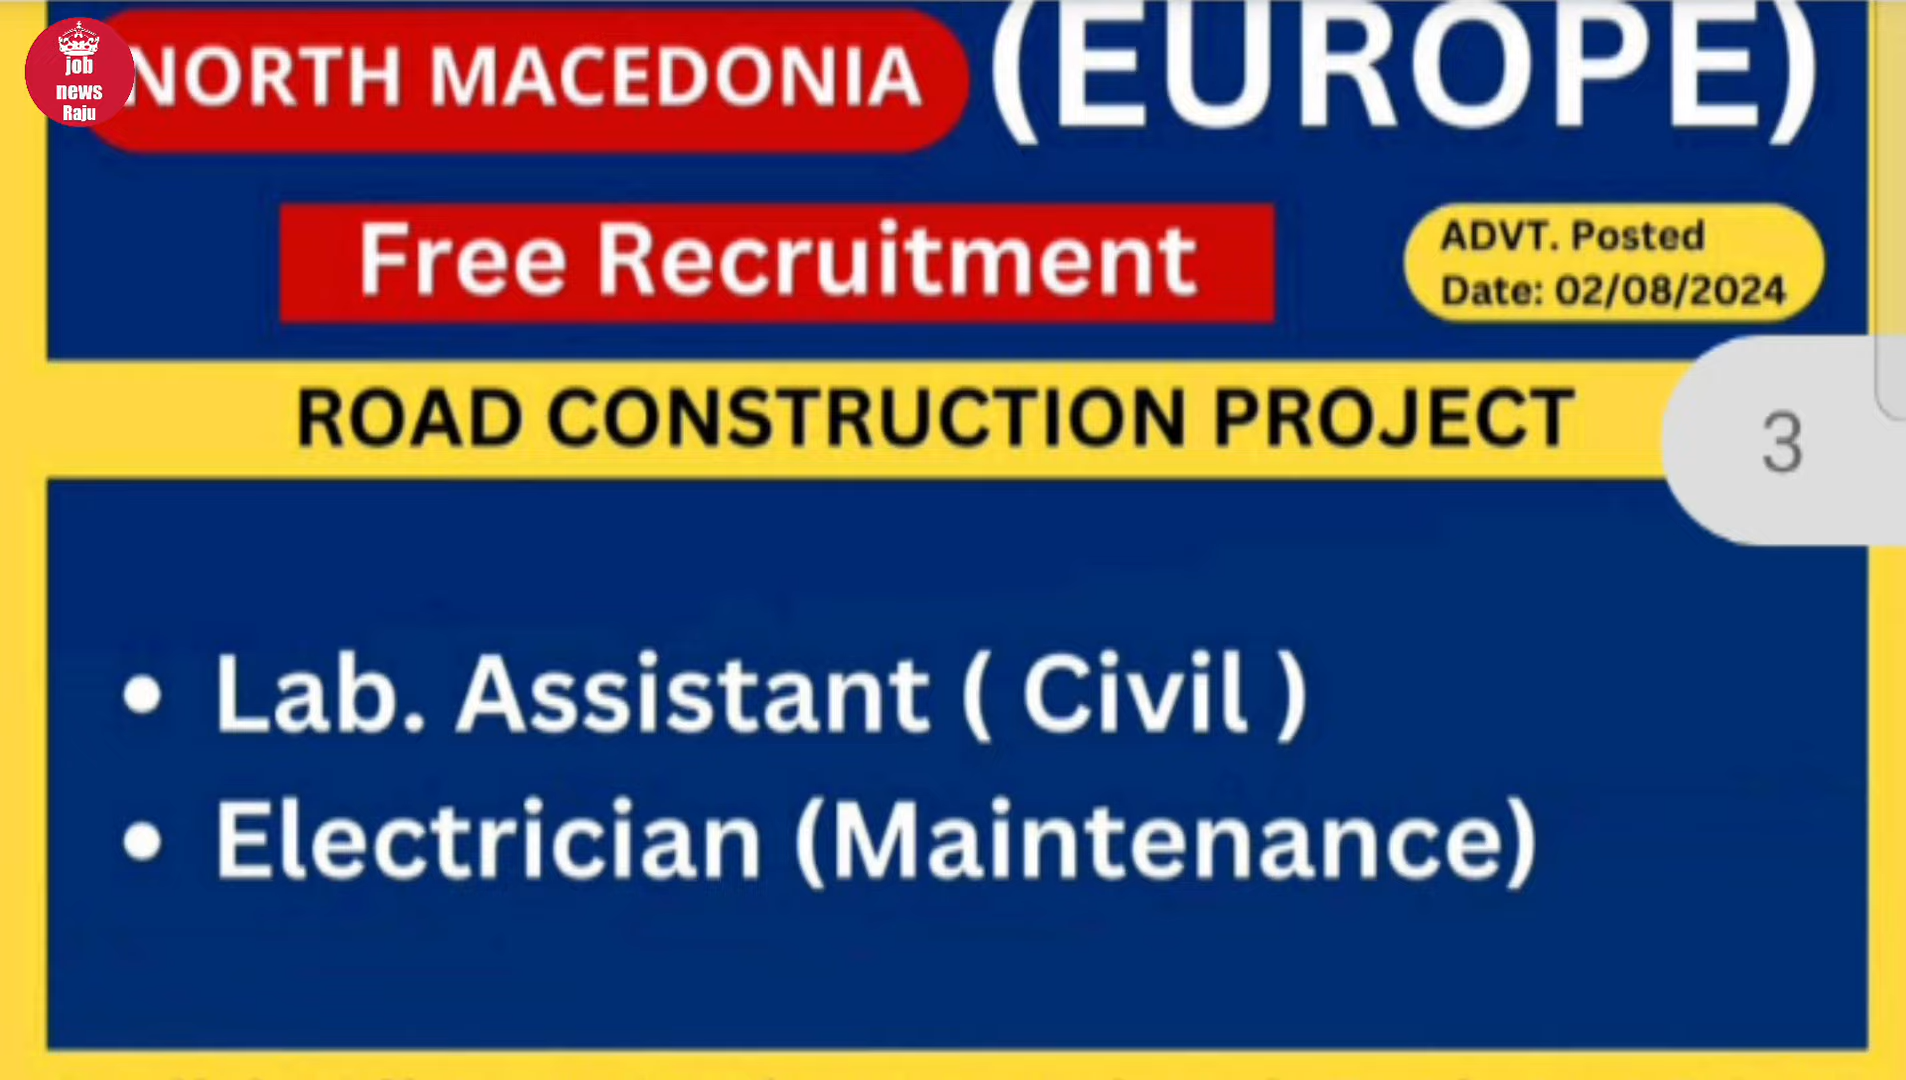 job
news
Raju
NORTH MACEDONIA (EUROPE)
Free Recruitment
ADVT. Posted
Date: 02/08/2024
ROAD CONSTRUCTION PROJECT
3
• Lab. Assistant ( Civil )
• Electrician (Maintenance)